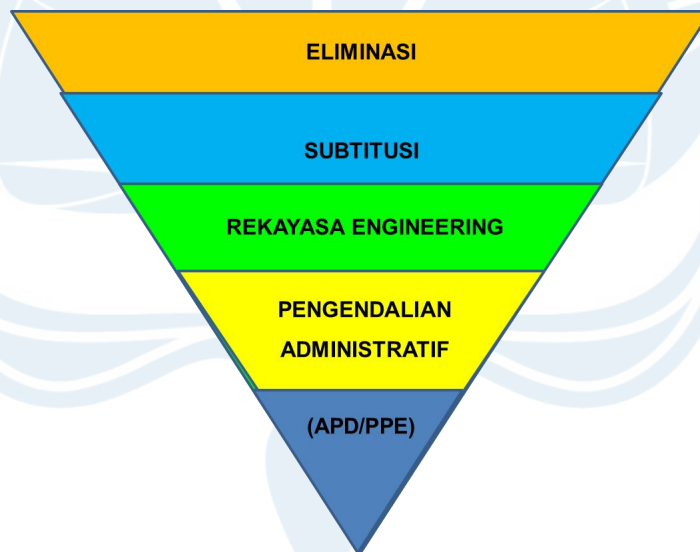 ELIMINASI
SUBTITUSI
REKAYASA ENGINEERING
PENGENDALIAN
ADMINISTRATIF
(APD/PPE)